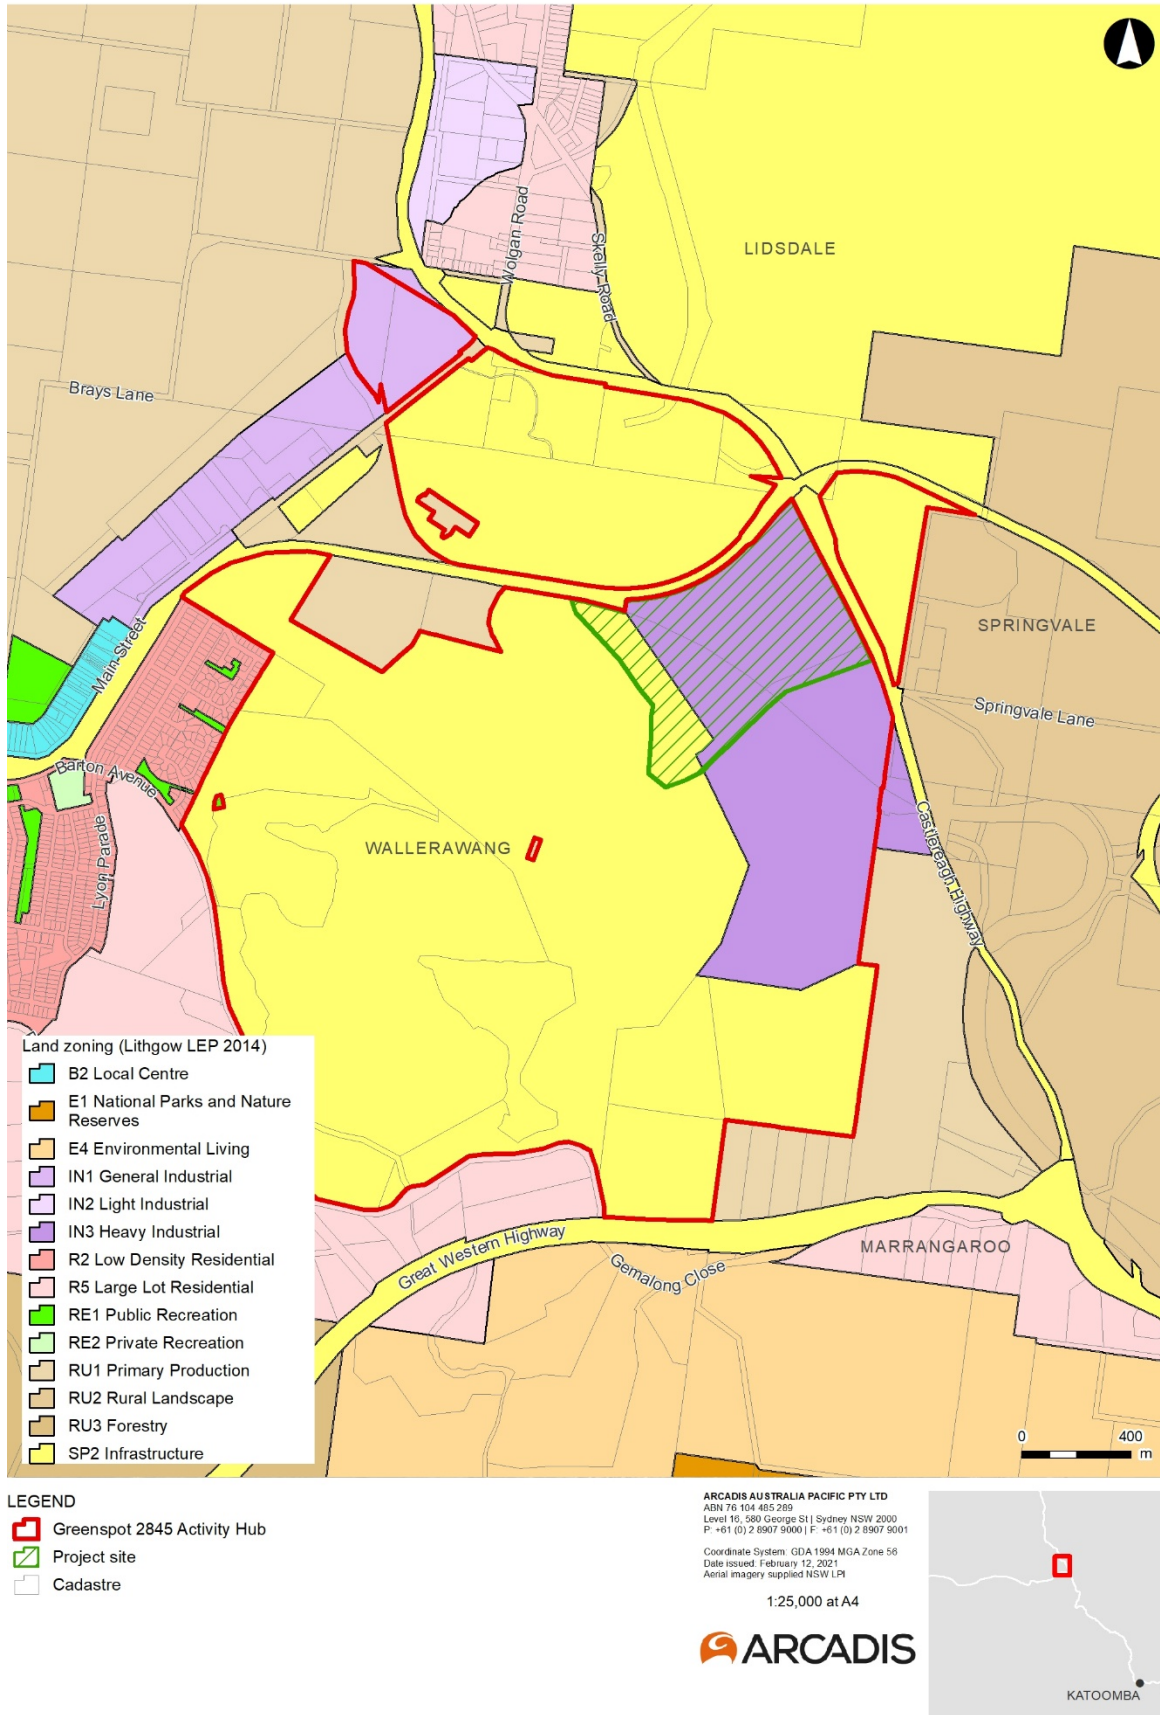 LIDSDALE
Wolgan Road
Skelly Road
Brays Lane
SPRINGVALE
Main Street
Springvale Lane
Barton Avenue
Lyon Parade
WALLERAWANG
Castlereagh Highway
Great Western Highway
Gemalong Close
MARRANGAROO
Land zoning (Lithgow LEP 2014)
B2 Local Centre
E1 National Parks and Nature
Reserves
E4 Environmental Living
IN1 General Industrial
IN2 Light Industrial
IN3 Heavy Industrial
R2 Low Density Residential
R5 Large Lot Residential
RE1 Public Recreation
RE2 Private Recreation
RU1 Primary Production
RU2 Rural Landscape
RU3 Forestry
SP2 Infrastructure
0 400
m
LEGEND
Greenspot 2845 Activity Hub
Project site
Cadastre
ARCADIS AUSTRALIA PACIFIC PTY LTD
ABN 76 104 485 289
Level 16, 580 George St | Sydney NSW 2000
P: +61 (0) 2 8907 9000 | F: +61 (0) 2 8907 9001
Coordinate System: GDA 1994 MGA Zone 56
Date issued: February 12, 2021
Aerial imagery supplied NSW LPI
1:25,000 at A4
ARCADIS
KATOOMBA